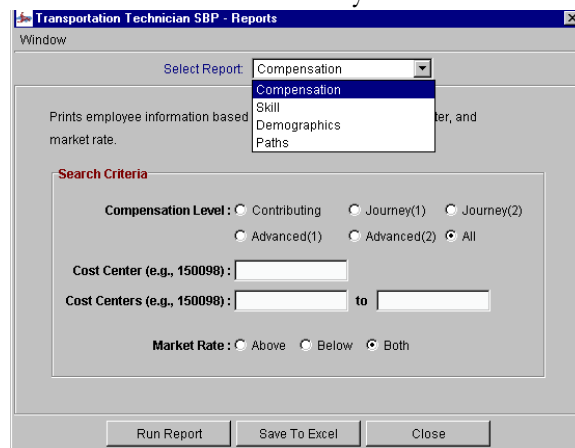 Transportation Technician SBP - Reports
Window
Select Report: Compensation
Compensation
Skill
Demographics
Paths
Prints employee information based ter, and
market rate.
Search Criteria
Compensation Level : Contributing Journey(1) Journey(2)
Advanced(1) Advanced(2) All
Cost Center (e.g., 150098) :
Cost Centers (e.g., 150098) : to
Market Rate : Above Below Both
Run Report Save To Excel Close